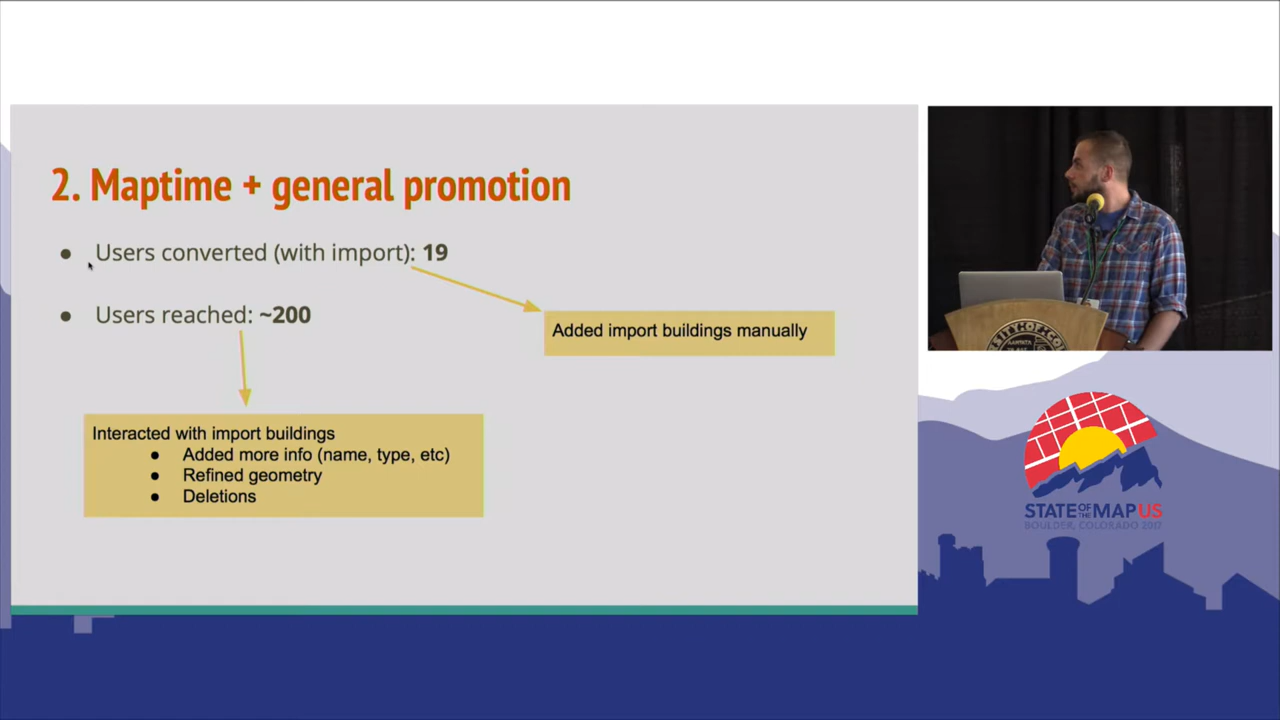 2. Maptime + general promotion
● Users converted (with import): 19
● Users reached: ~200
Added import buildings manually
Interacted with import buildings
● Added more info (name, type, etc)
● Refined geometry
● Deletions
STATE OF THE MAP US
BOULDER, COLORADO 2017